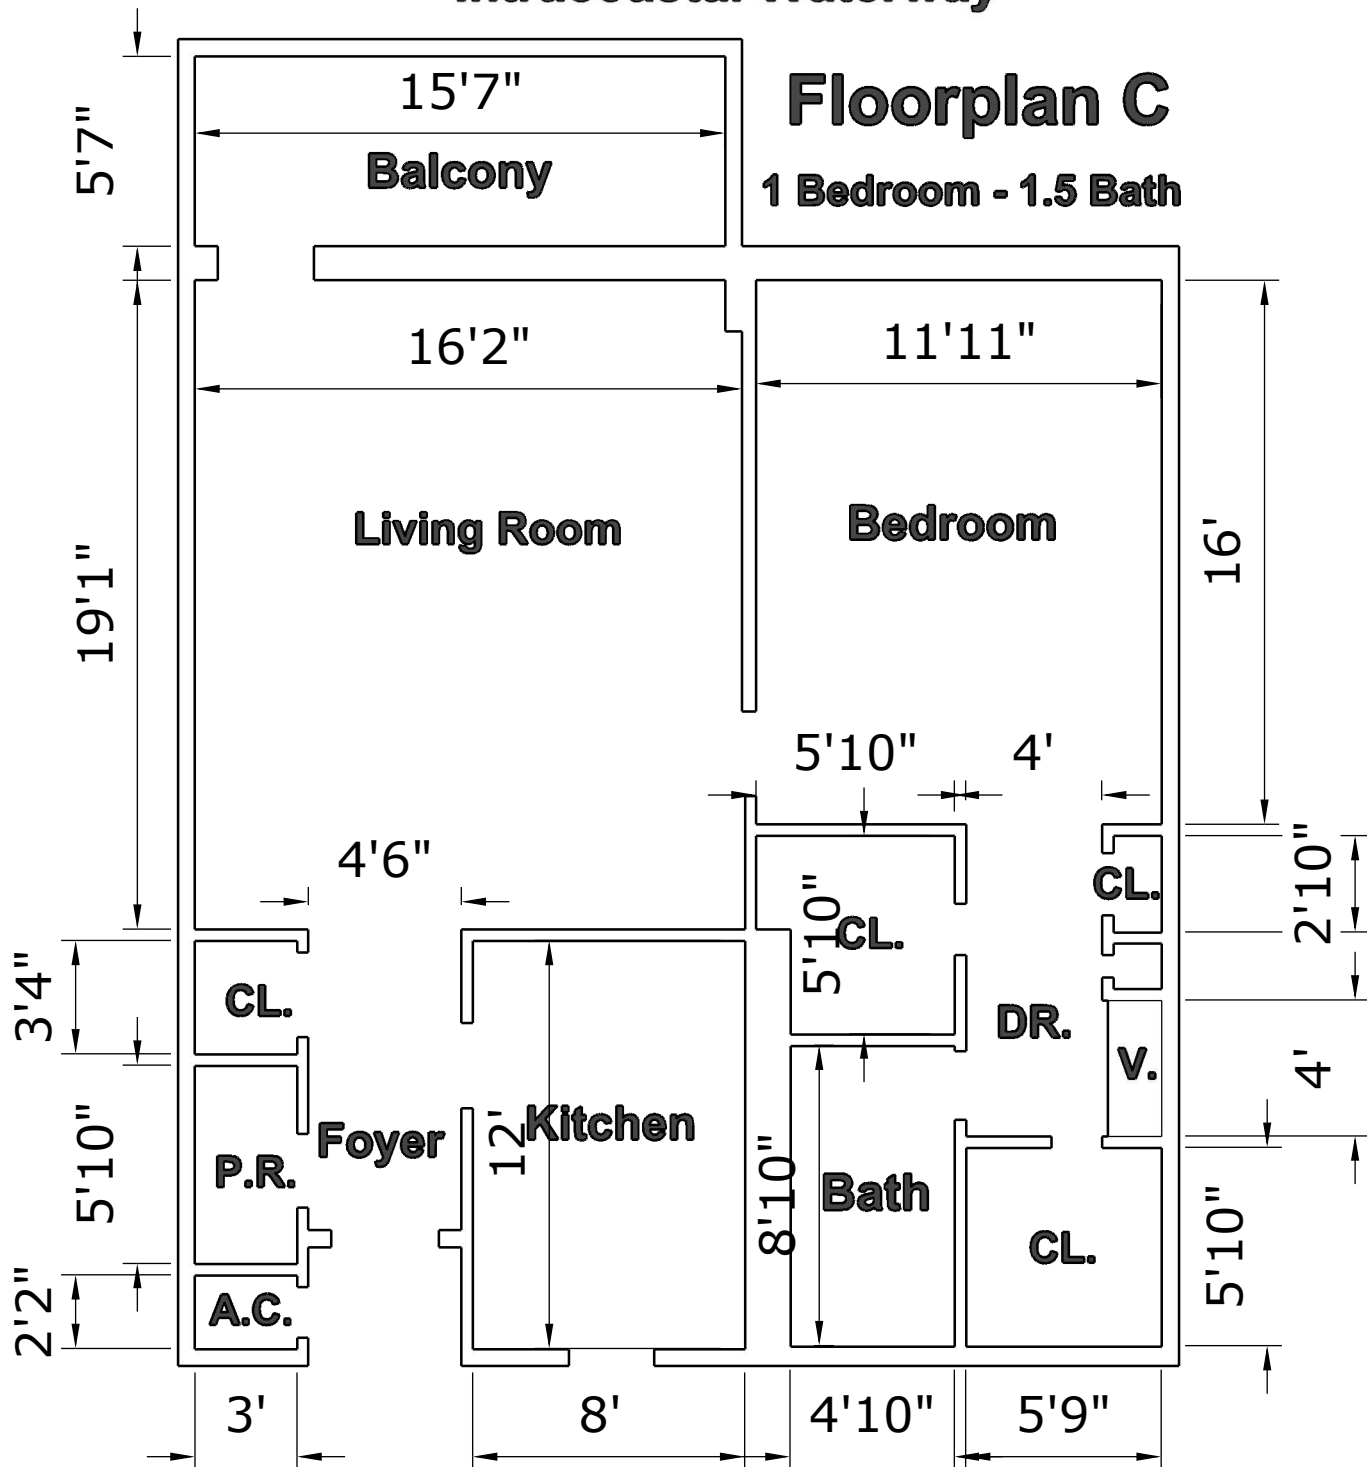 Intracoastal Waterway
Floorplan C
1 Bedroom - 1.5 Bath
15'7"
5'7"
Balcony
16'2"
11'11"
Living Room
Bedroom
19'1"
16'
5'10"
4'
4'6"
CL.
2'10"
5'10"
CL.
3'4"
CL.
DR.
V.
4'
Foyer
12'
Kitchen
5'10"
P.R.
8'10"
Bath
CL.
5'10"
2'2"
A.C.
3'
8'
4'10"
5'9"